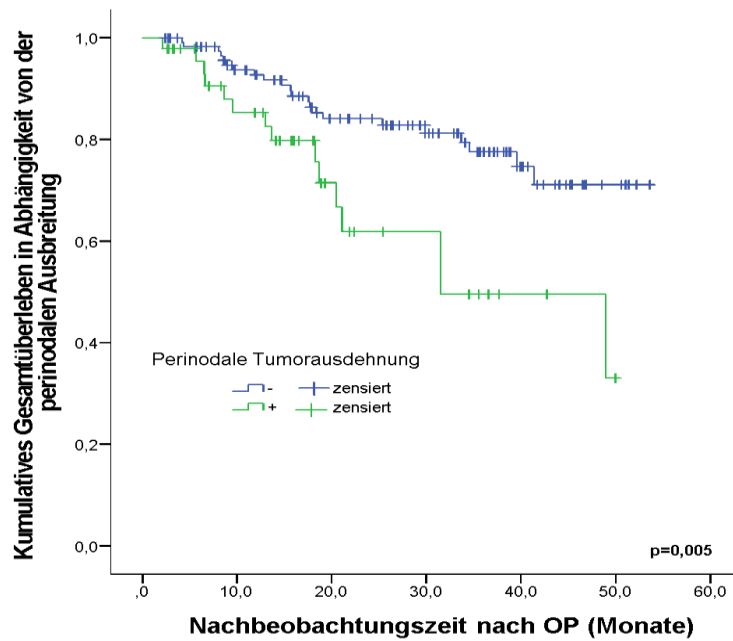 Kumulatives Gesamtüberleben in Abhängigkeit von der
perinodalen Ausbreitung
1,0
0,8
0,6
0,4
0,2
0,0
Perinodale Tumorausdehnung
- zensiert
+ zensiert
p=0,005
,0 10,0 20,0 30,0 40,0 50,0 60,0
Nachbeobachtungszeit nach OP (Monate)